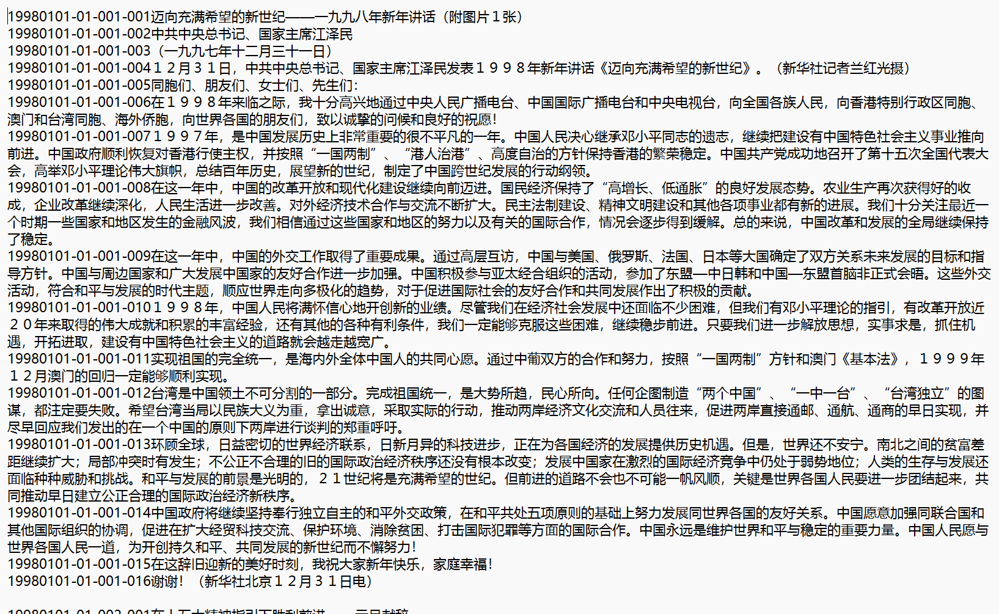 19980101-01-001-001迈向充满希望的新世纪——一九九八年新年讲话（附图片１张）
19980101-01-001-002中共中央总书记、国家主席江泽民
19980101-01-001-003（一九九七年十二月三十一日）
19980101-01-001-004１２月３１日，中共中央总书记、国家主席江泽民发表１９９８年新年讲话《迈向充满希望的新世纪》。（新华社记者兰红光摄）
19980101-01-001-005同胞们、朋友们、女士们、先生们：
19980101-01-001-006在１９９８年来临之际，我十分高兴地通过中央人民广播电台、中国国际广播电台和中央电视台，向全国各族人民，向香港特别行政区同胞、
澳门和台湾同胞、海外侨胞，向世界各国的朋友们，致以诚挚的问候和良好的祝愿！
19980101-01-001-007１９９７年，是中国发展历史上非常重要的很不平凡的一年。中国人民决心继承邓小平同志的遗志，继续把建设有中国特色社会主义事业推向
前进。中国政府顺利恢复对香港行使主权，并按照“一国两制”、“港人治港”、高度自治的方针保持香港的繁荣稳定。中国共产党成功地召开了第十五次全国代表大
会，高举邓小平理论伟大旗帜，总结百年历史，展望新的世纪，制定了中国跨世纪发展的行动纲领。
19980101-01-001-008在这一年中，中国的改革开放和现代化建设继续向前迈进。国民经济保持了“高增长、低通胀”的良好发展态势。农业生产再次获得好的收
成，企业改革继续深化，人民生活进一步改善。对外经济技术合作与交流不断扩大。民主法制建设、精神文明建设和其他各项事业都有新的进展。我们十分关注最近一
个时期一些国家和地区发生的金融风波，我们相信通过这些国家和地区的努力以及有关的国际合作，情况会逐步得到缓解。总的来说，中国改革和发展的全局继续保持
了稳定。
19980101-01-001-009在这一年中，中国的外交工作取得了重要成果。通过高层互访，中国与美国、俄罗斯、法国、日本等大国确定了双方关系未来发展的目标和指
导方针。中国与周边国家和广大发展中国家的友好合作进一步加强。中国积极参与亚太经合组织的活动，参加了东盟—中日韩和中国—东盟首脑非正式会晤。这些外交
活动，符合和平与发展的时代主题，顺应世界走向多极化的趋势，对于促进国际社会的友好合作和共同发展作出了积极的贡献。
19980101-01-001-010１９９８年，中国人民将满怀信心地开创新的业绩。尽管我们在经济社会发展中还面临不少困难，但我们有邓小平理论的指引，有改革开放近
２０年来取得的伟大成就和积累的丰富经验，还有其他的各种有利条件，我们一定能够克服这些困难，继续稳步前进。只要我们进一步解放思想，实事求是，抓住机
遇，开拓进取，建设有中国特色社会主义的道路就会越走越宽广。
19980101-01-001-011实现祖国的完全统一，是海内外全体中国人的共同心愿。通过中葡双方的合作和努力，按照“一国两制”方针和澳门《基本法》，１９９９年
１２月澳门的回归一定能够顺利实现。
19980101-01-001-012台湾是中国领土不可分割的一部分。完成祖国统一，是大势所趋，民心所向。任何企图制造“两个中国”、“一中一台”、“台湾独立”的图
谋，都注定要失败。希望台湾当局以民族大义为重，拿出诚意，采取实际的行动，推动两岸经济文化交流和人员往来，促进两岸直接通邮、通航、通商的早日实现，并
尽早回应我们发出的在一个中国的原则下两岸进行谈判的郑重呼吁。
19980101-01-001-013环顾全球，日益密切的世界经济联系，日新月异的科技进步，正在为各国经济的发展提供历史机遇。但是，世界还不安宁。南北之间的贫富差
距继续扩大；局部冲突时有发生；不公正不合理的旧的国际政治经济秩序还没有根本改变；发展中国家在激烈的国际经济竞争中仍处于弱势地位；人类的生存与发展还
面临种种威胁和挑战。和平与发展的前景是光明的，２１世纪将是充满希望的世纪。但前进的道路不会也不可能一帆风顺，关键是世界各国人民要进一步团结起来，共
同推动早日建立公正合理的国际政治经济新秩序。
19980101-01-001-014中国政府将继续坚持奉行独立自主的和平外交政策，在和平共处五项原则的基础上努力发展同世界各国的友好关系。中国愿意加强同联合国和
其他国际组织的协调，促进在扩大经贸科技交流、保护环境、消除贫困、打击国际犯罪等方面的国际合作。中国永远是维护世界和平与稳定的重要力量。中国人民愿与
世界各国人民一道，为开创持久和平、共同发展的新世纪而不懈努力！
19980101-01-001-015在这辞旧迎新的美好时刻，我祝大家新年快乐，家庭幸福！
19980101-01-001-016谢谢！（新华社北京１２月３１日电）
19980101-01-002-001在十五大精神指引下胜利前进——元旦献辞